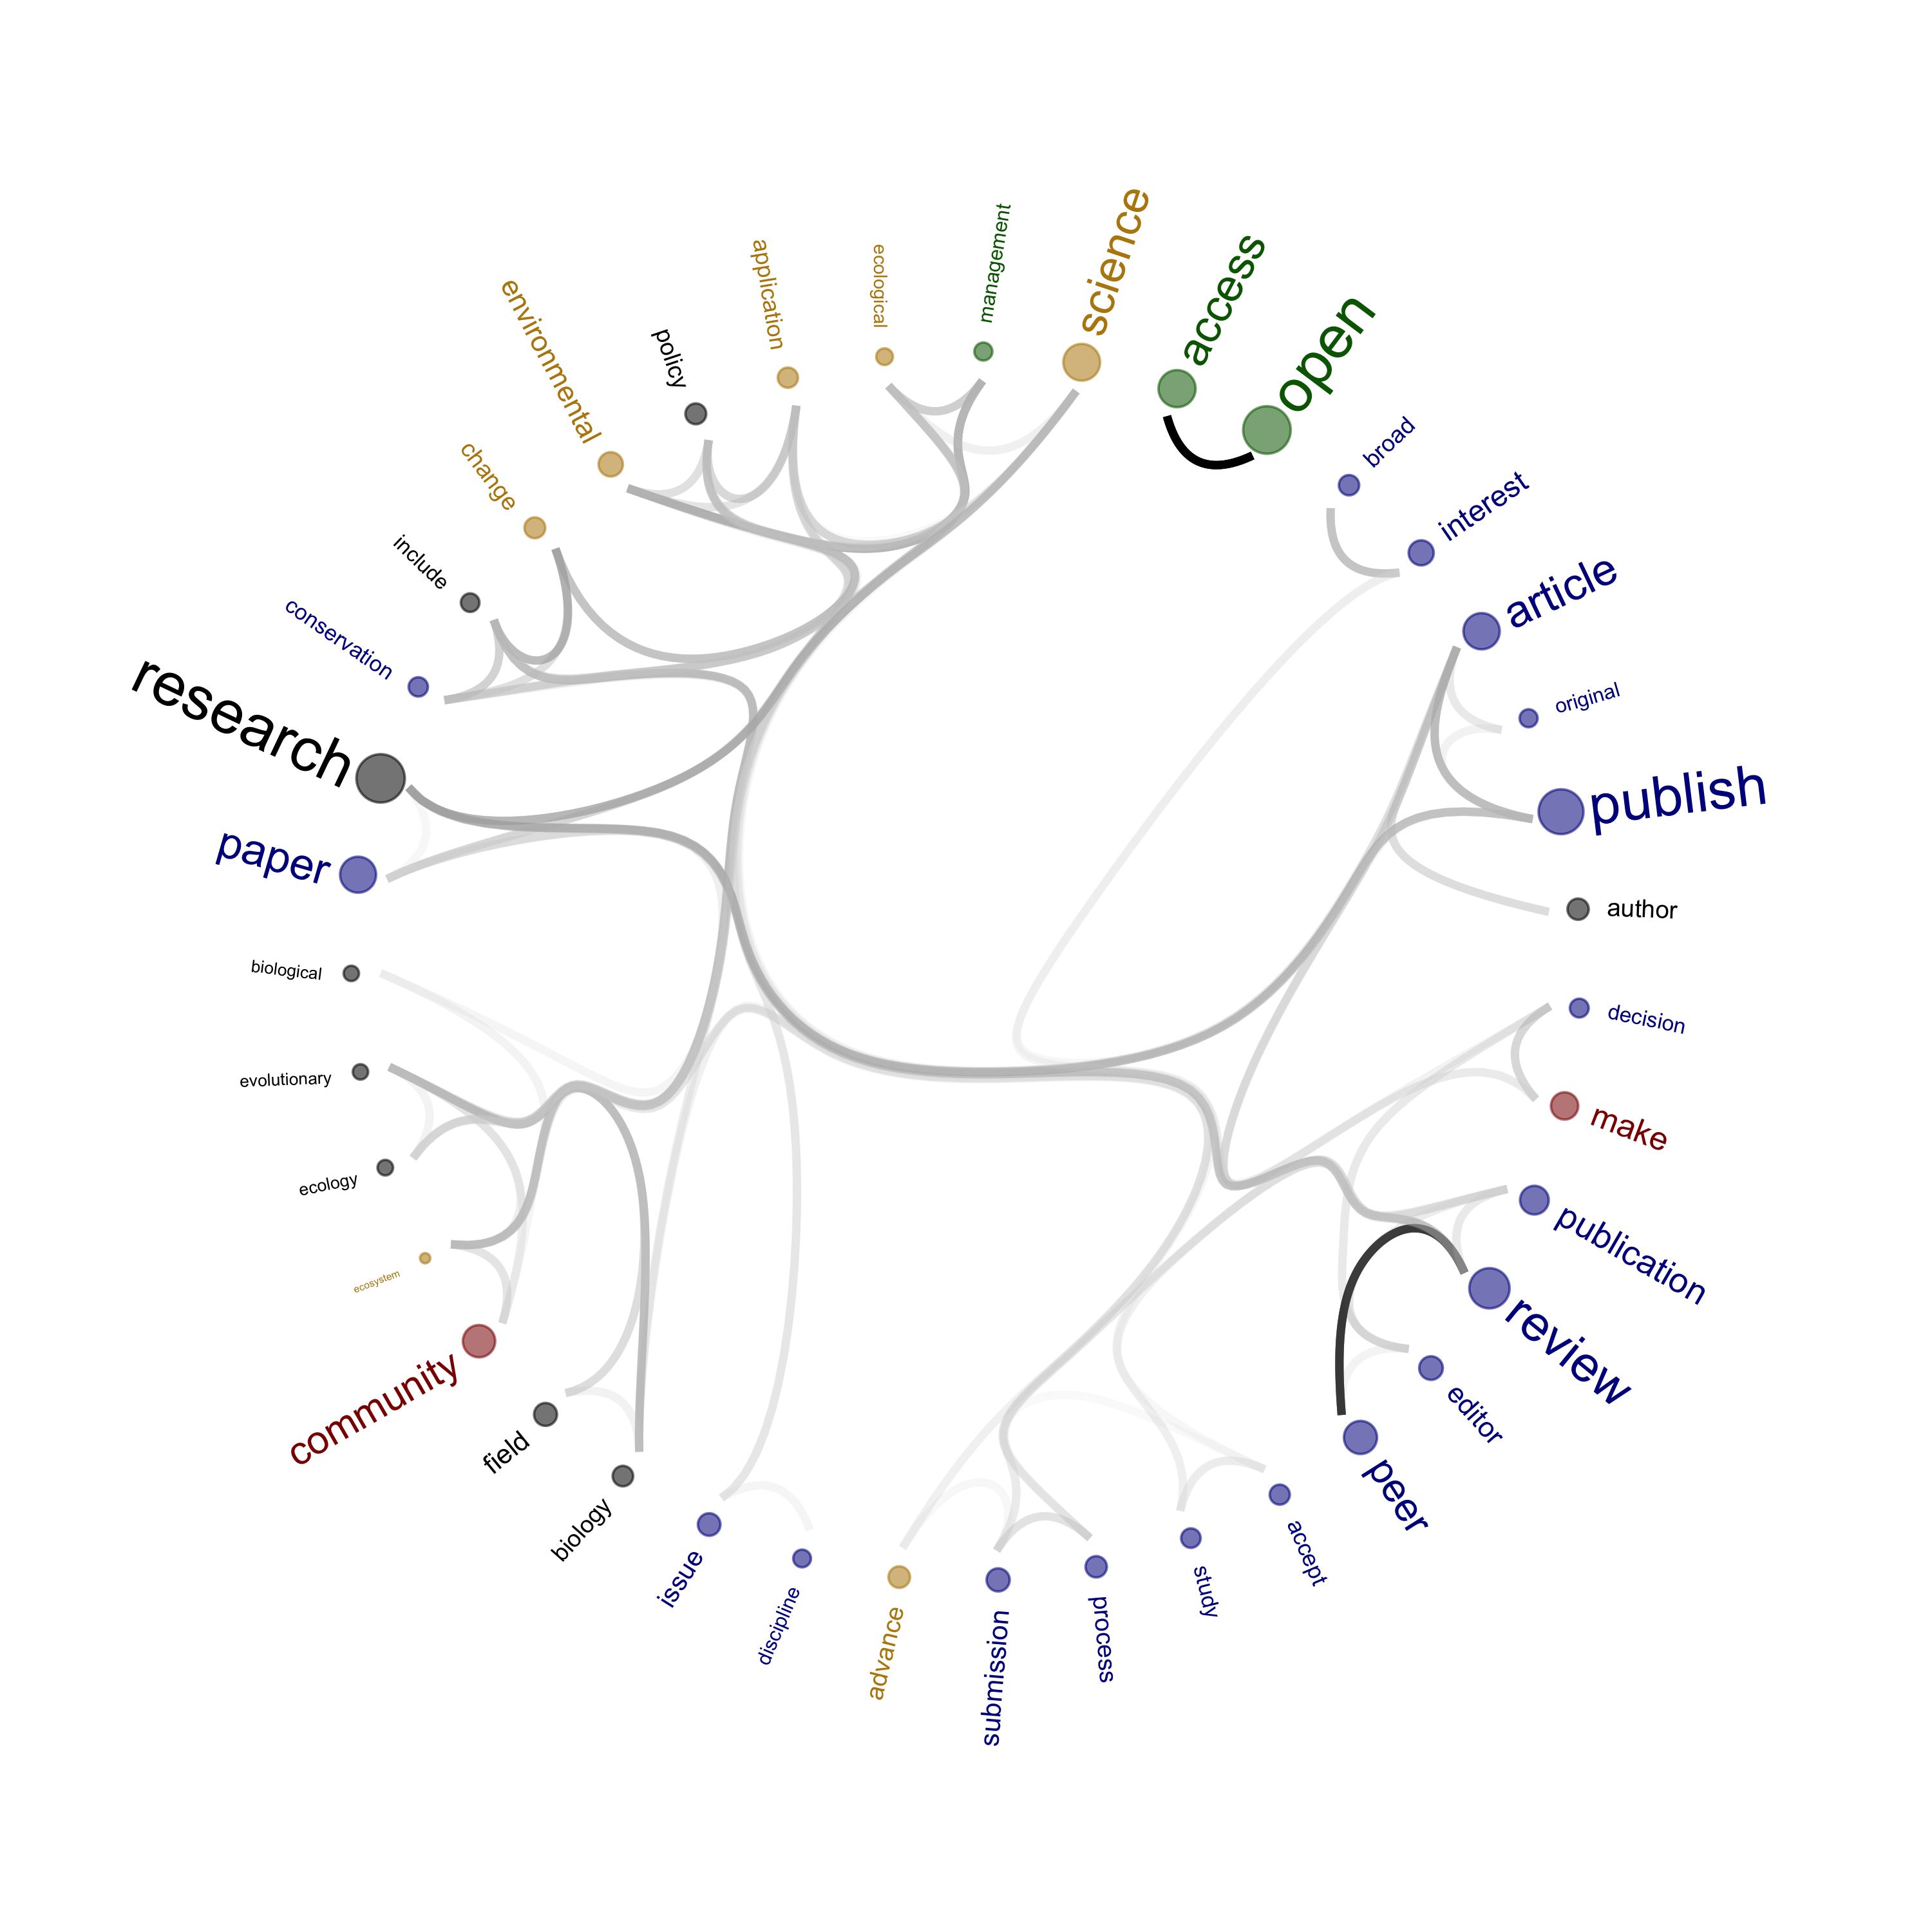 science
access
open
broad
interest
article
original
publish
author
decision
make
publication
review
editor
peer
accept
study
process
submission
advance
discipline
issue
biology
field
community
ecosystem
ecology
evolutionary
biological
paper
research
conservation
include
change
environmental
policy
application
ecological
management